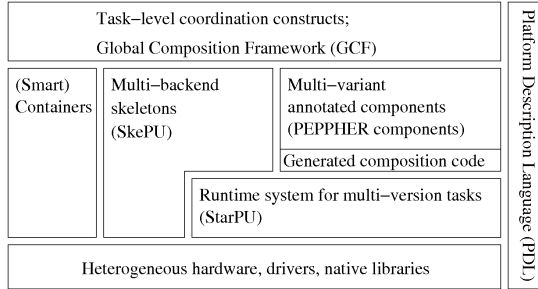 Task−level coordination constructs;
Global Composition Framework (GCF)
(Smart)
Containers
Multi−backend
skeletons
(SkePU)
Multi−variant
annotated components
(PEPPHER components)
Generated composition code
Runtime system for multi−version tasks
(StarPU)
Heterogeneous hardware, drivers, native libraries
Platform Description Language (PDL)